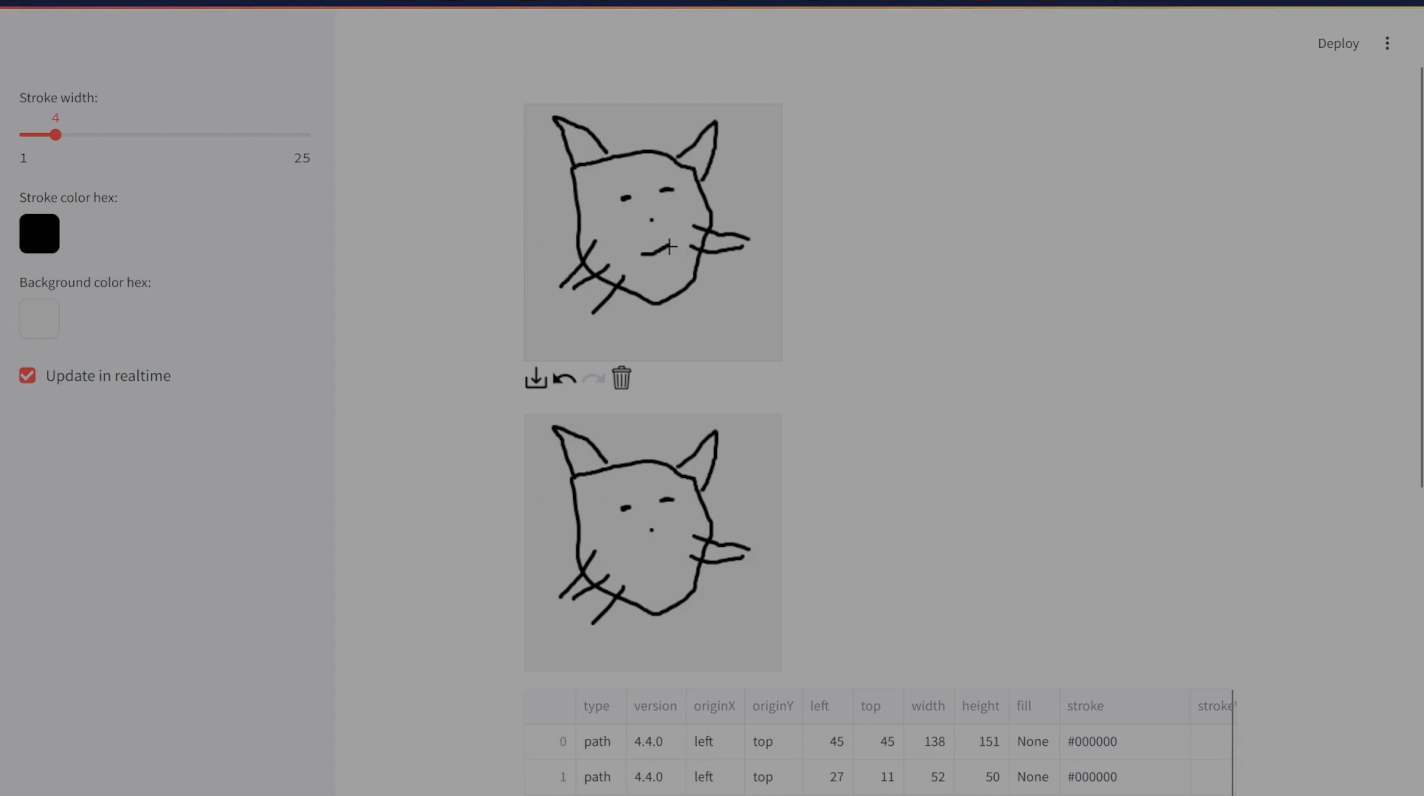 Deploy
Stroke width:
4
1 25
Stroke color hex:
Background color hex:
Update in realtime
type version originX originY left top width height fill stroke
0 path 4.4.0 left top 45 45 138 151 None #000000
1 path 4.4.0 left top 27 11 52 50 None #000000